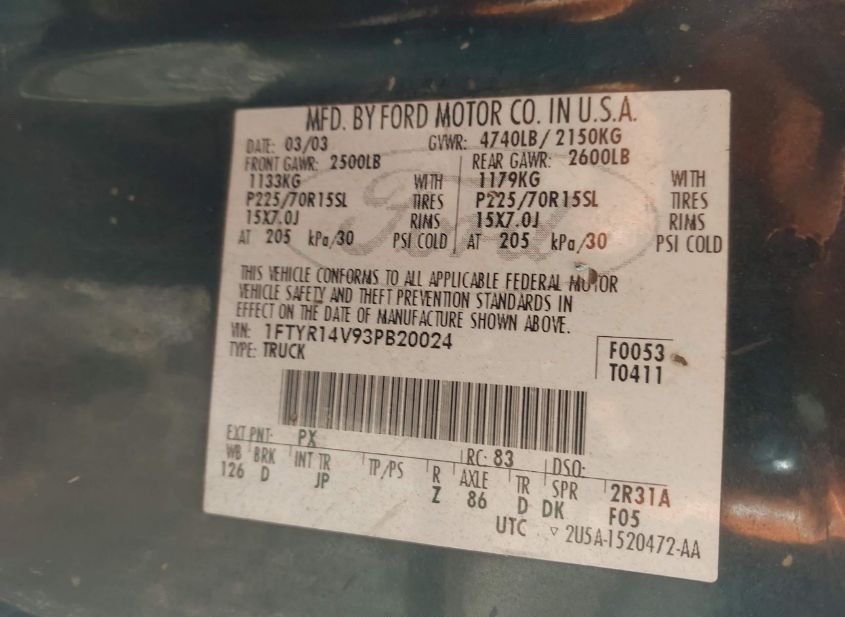 MFD. BY FORD MOTOR CO. IN U.S.A.
DATE: 03/03 GVWR: 4740LB/ 2150KG
FRONT GAWR: 2500LB REAR GAWR: 2600LB
1133KG WITH 1179KG WITH
P225/70R15SL TIRES P225/70R15SL TIRES
15X7.0J RIMS 15X7.0J RIMS
AT 205 kPa/30 PSI COLD AT 205 kPa/30 PSI COLD
Ford
THIS VEHICLE CONFORMS TO ALL APPLICABLE FEDERAL MOTOR
VEHICLE SAFETY AND THEFT PREVENTION STANDARDS IN
EFFECT ON THE DATE OF MANUFACTURE SHOWN ABOVE.
VIN: 1FTYR14V93PB20024
TYPE: TRUCK
F0053
T0411
EXT PNT: PX RC: 83 DSO:
WB BRK INT TR TP/PS R AXLE TR SPR 2R31A
126 D JP Z 86 D DK F05
UTC ▿ 2U5A-1520472-AA